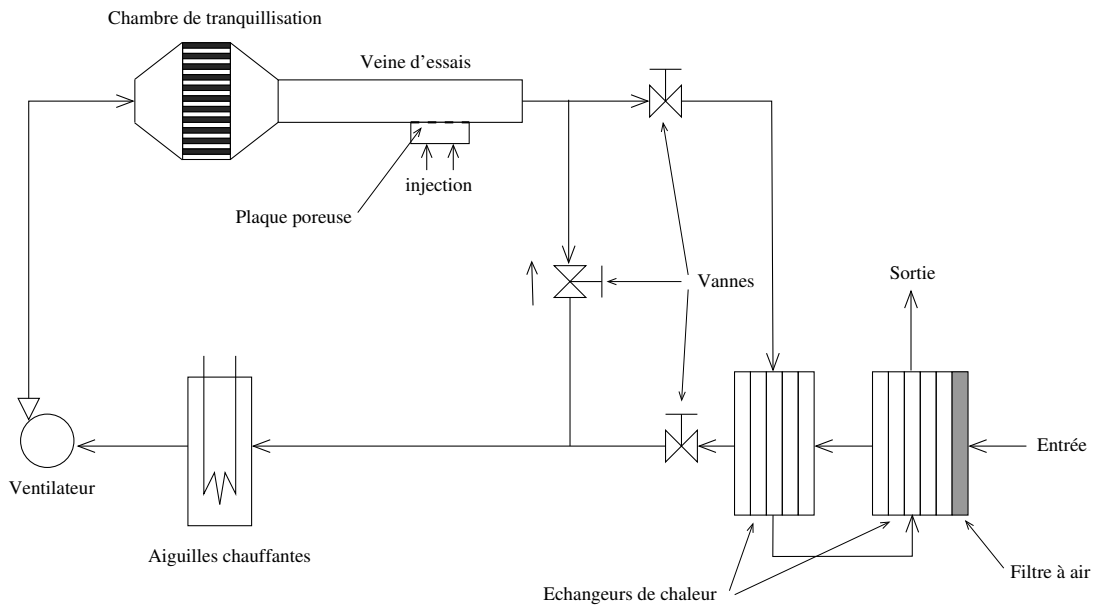 Chambre de tranquillisation
Veine d'essais
injection
Plaque poreuse
Vannes
Sortie
Entrée
Ventilateur
Aiguilles chauffantes
Filtre à air
Echangeurs de chaleur